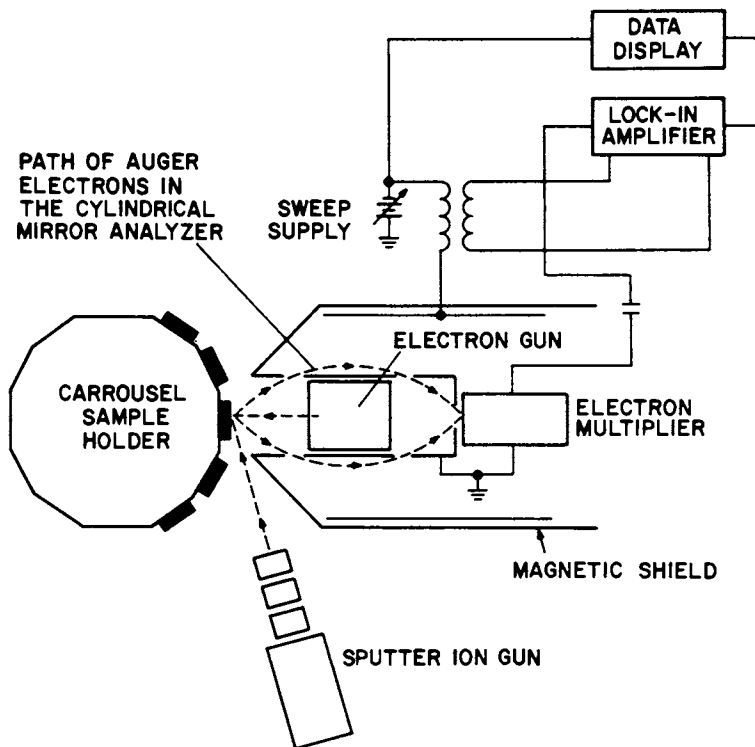 DATA
DISPLAY
LOCK-IN
AMPLIFIER
PATH OF AUGER
ELECTRONS IN
THE CYLINDRICAL
MIRROR ANALYZER
SWEEP
SUPPLY
ELECTRON GUN
CARROUSEL
SAMPLE
HOLDER
ELECTRON
MULTIPLIER
MAGNETIC SHIELD
SPUTTER ION GUN